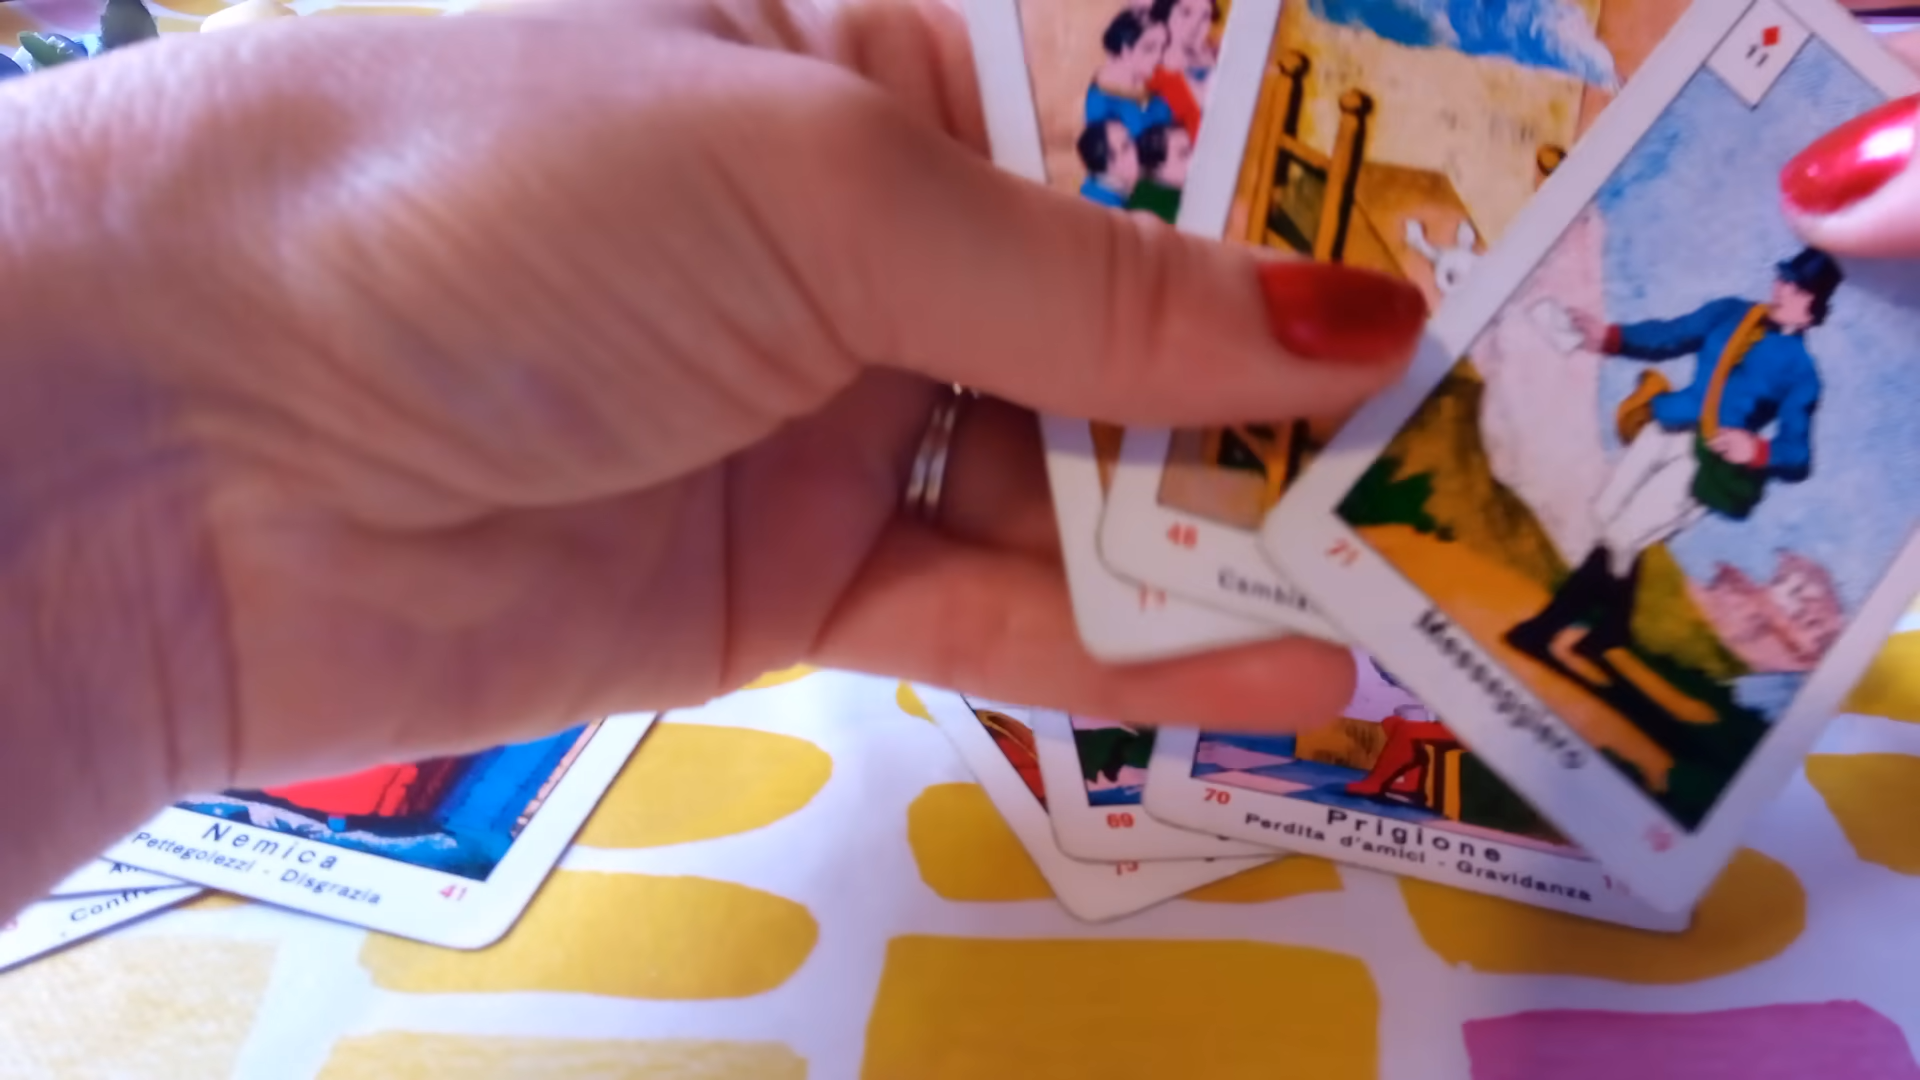 48
71
Messaggiero
Nemica
Pettegolezzi - Disgrazia
41
69
70
Prigione
Perdita d'amici - Gravidanza